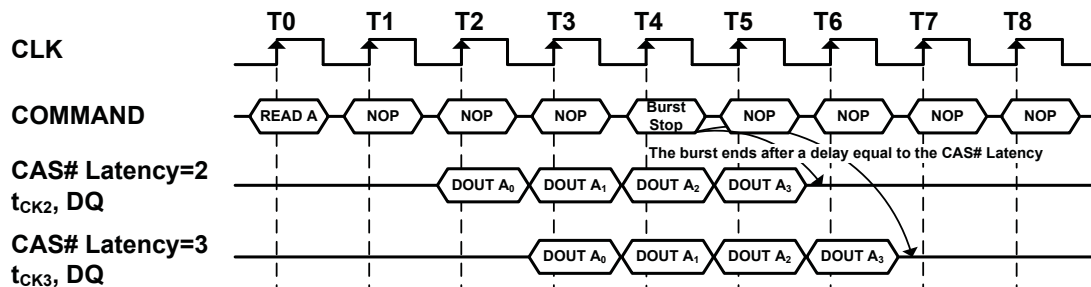 T0 T1 T2 T3 T4 T5 T6 T7 T8
CLK
COMMAND
READ A NOP NOP NOP Burst Stop NOP NOP NOP NOP
The burst ends after a delay equal to the CAS# Latency
CAS# Latency=2
tCK2, DQ
DOUT A0 DOUT A1 DOUT A2 DOUT A3
CAS# Latency=3
tCK3, DQ
DOUT A0 DOUT A1 DOUT A2 DOUT A3